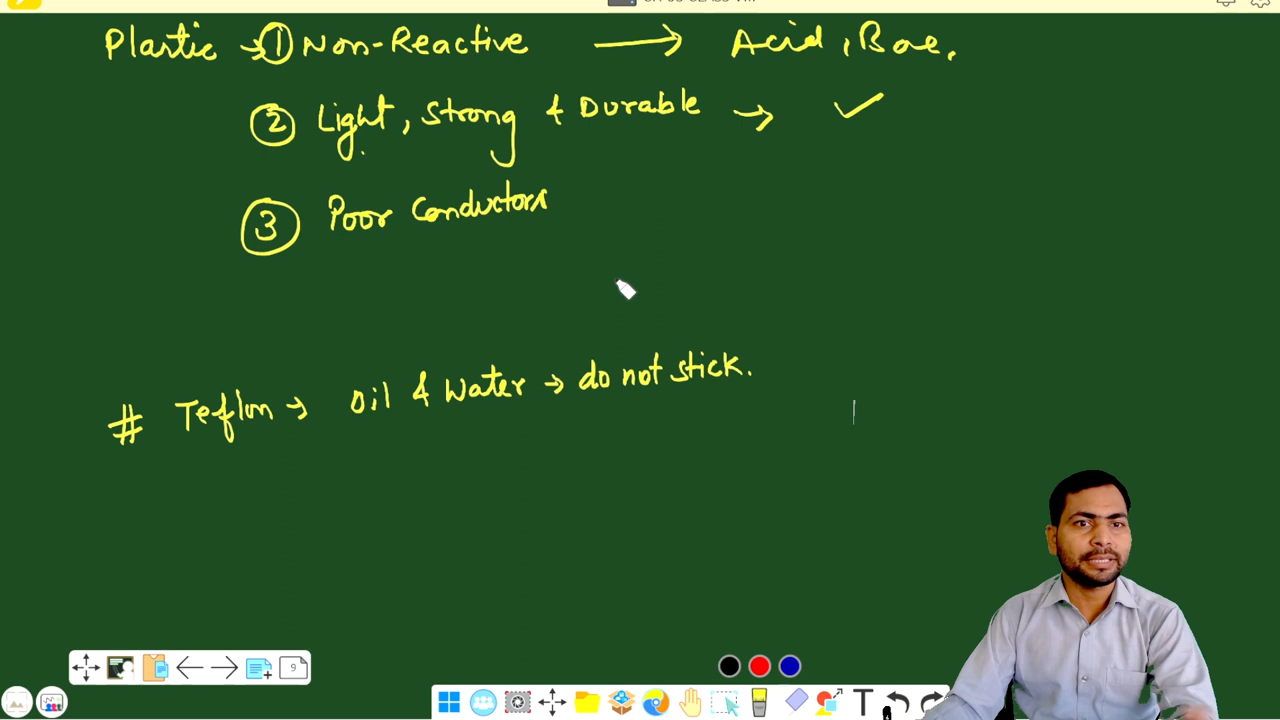 Plastic → ① Non-Reactive → Acid, Base.
② Light, Strong & Durable → ✓
③ Poor Conductors
# Teflon → Oil & Water → do not stick.
9
T